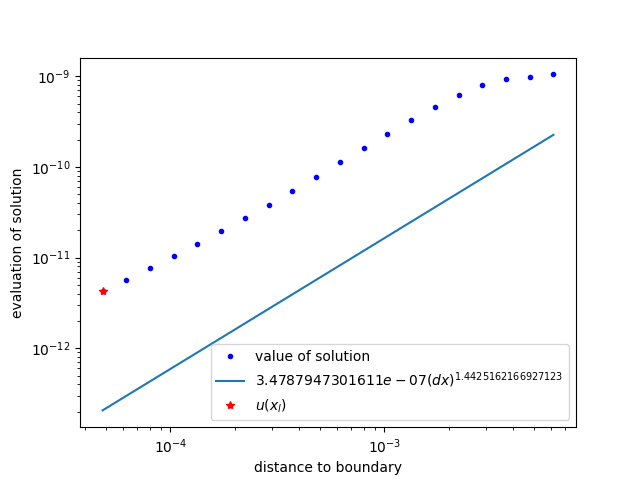 10⁻⁹
10⁻¹⁰
10⁻¹¹
10⁻¹²
evaluation of solution
value of solution
3.4787947301611e − 07(dx)^1.4425162166927123
u(x_l)
10⁻⁴
10⁻³
distance to boundary